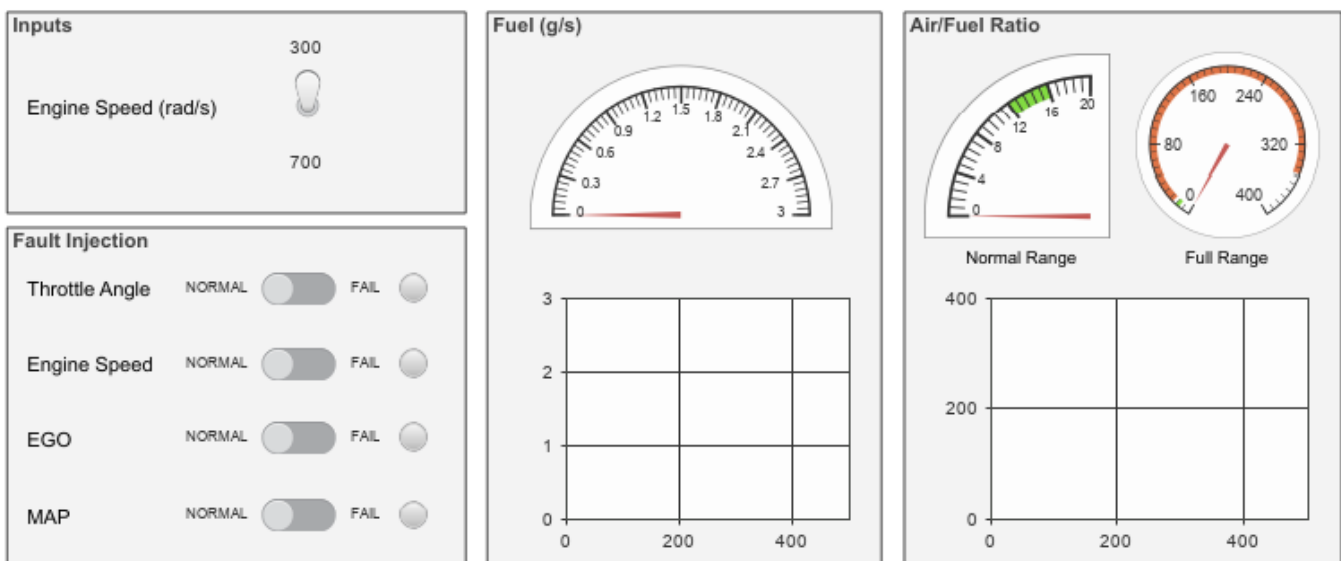 Inputs
300
Engine Speed (rad/s)
700
Fault Injection
Throttle Angle NORMAL FAIL
Engine Speed NORMAL FAIL
EGO NORMAL FAIL
MAP NORMAL FAIL
Fuel (g/s)
0 0.3 0.6 0.9 1.2 1.5 1.8 2.1 2.4 2.7 3
3
2
1
0
0 200 400
Air/Fuel Ratio
0 4 8 12 16 20
0 80 160 240 320 400
Normal Range Full Range
400
200
0
0 200 400